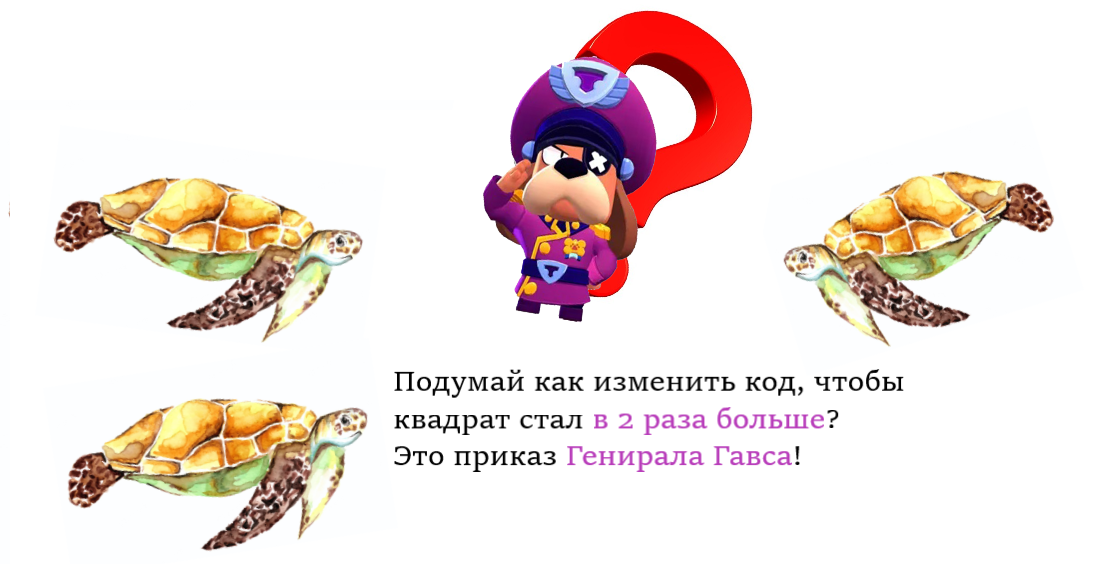 Подумай как изменить код, чтобы
квадрат стал в 2 раза больше?
Это приказ Генирала Гавса!